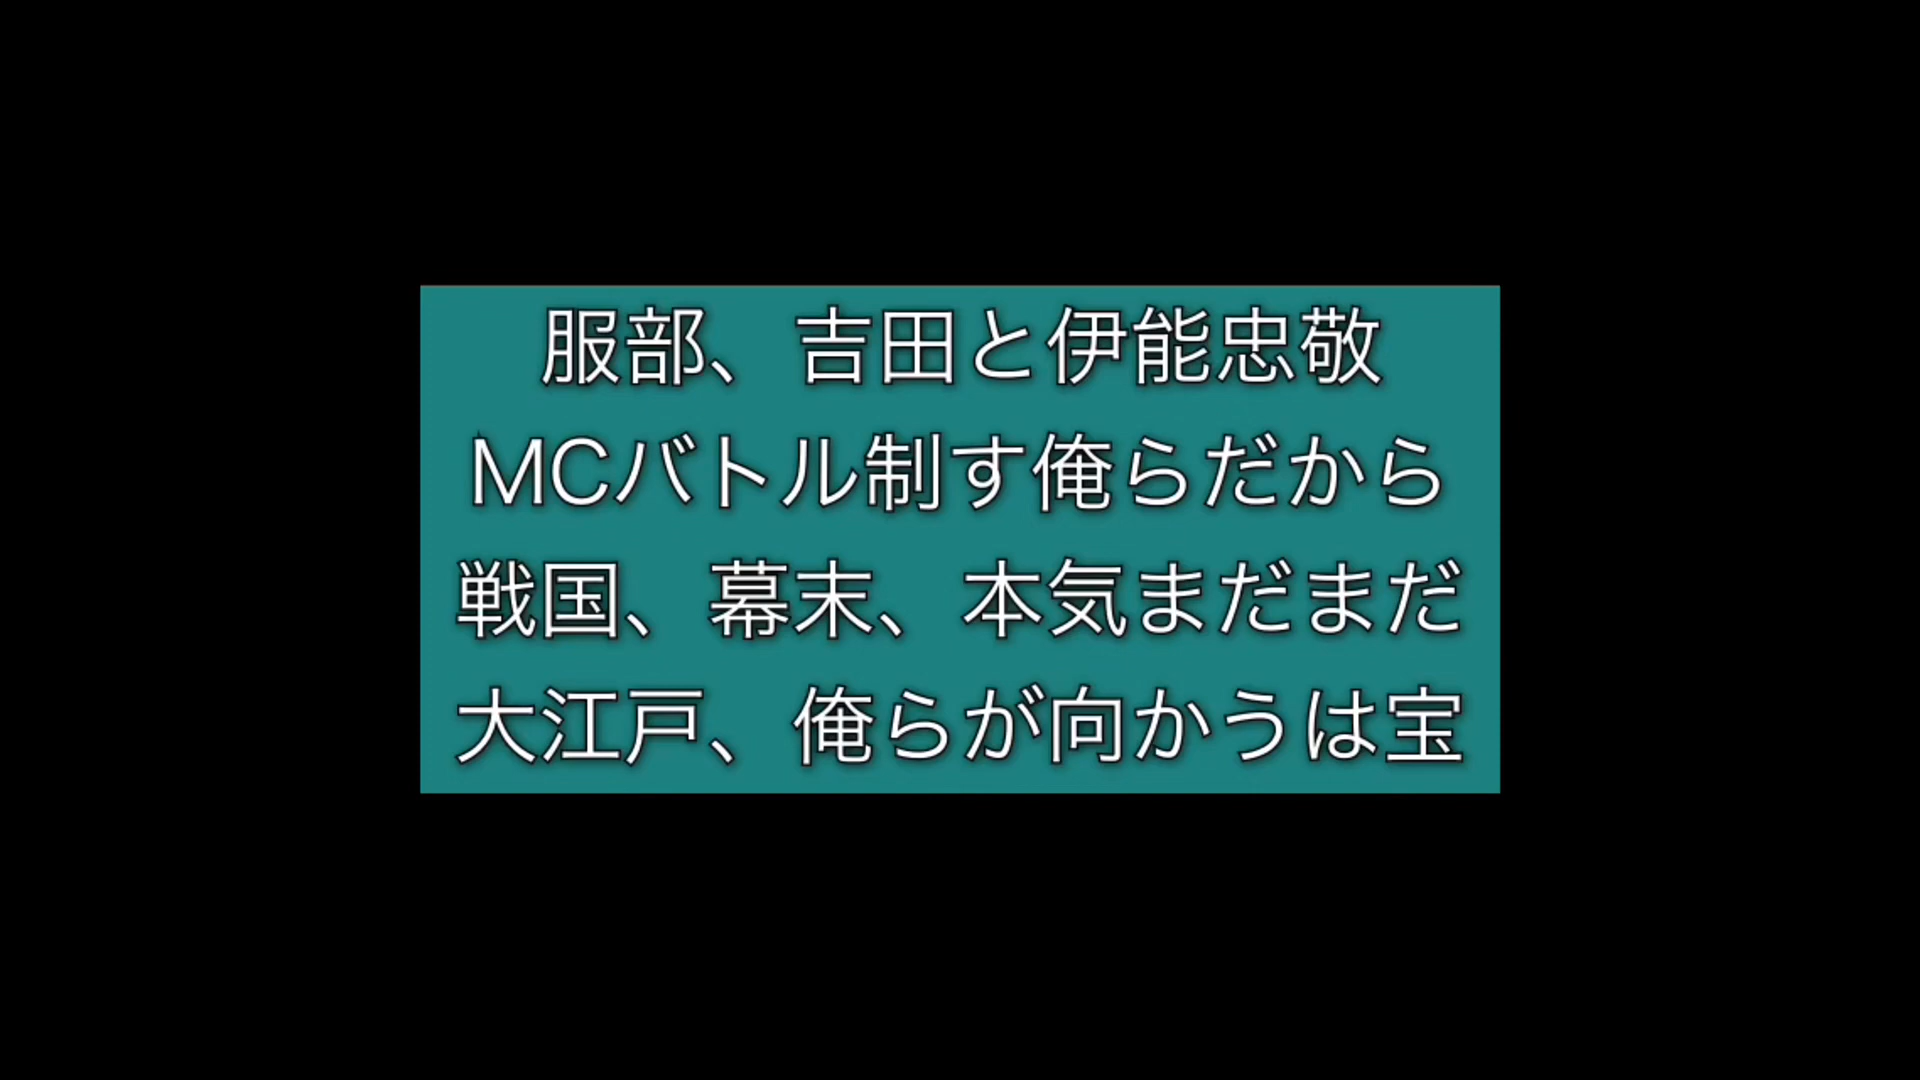 服部、吉田と伊能忠敬
MCバトル制す俺らだから
戦国、幕末、本気まだまだ
大江戸、俺らが向かうは宝